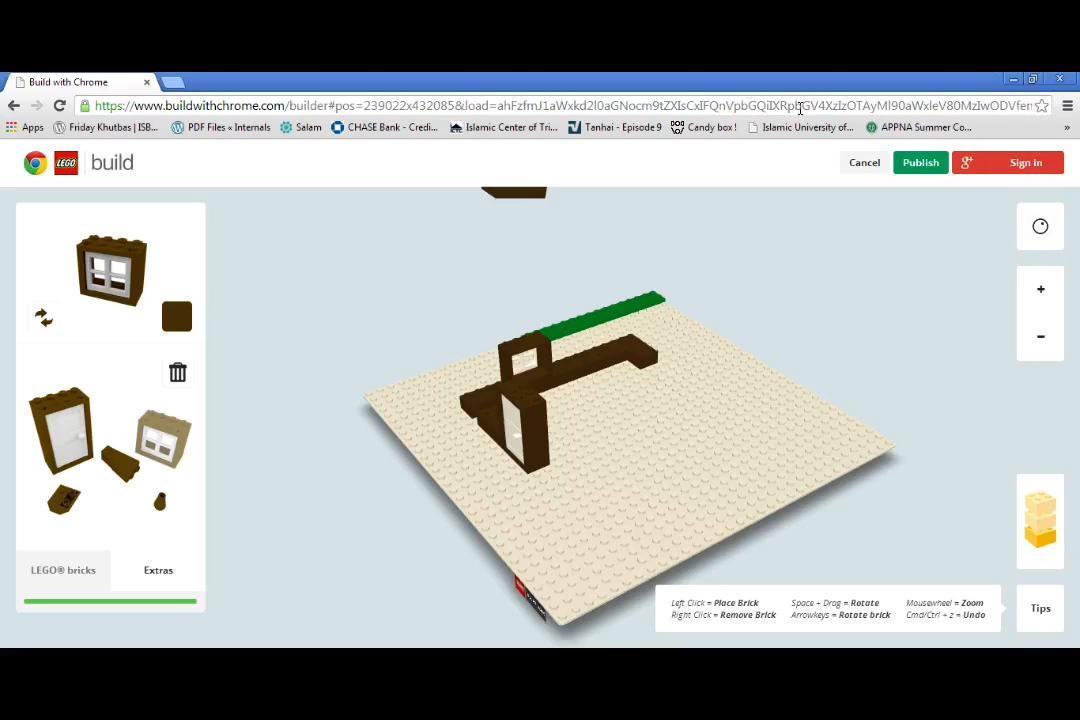 Build with Chrome
https://www.buildwithchrome.com/builder#pos=239022x432085&load=
Apps Friday Khutbas | ISB... PDF Files « Internals Salam CHASE Bank - Credi... Islamic Center of Tri... Tanhai - Episode 9 Candy box! Islamic University of... APPNA Summer Co... »
LEGO build Cancel Publish g+ Sign in
+
-
LEGO® bricks Extras
Left Click = Place Brick Space + Drag = Rotate Mousewheel = Zoom
Right Click = Remove Brick Arrowkeys = Rotate brick Cmd/Ctrl + z = Undo
Tips